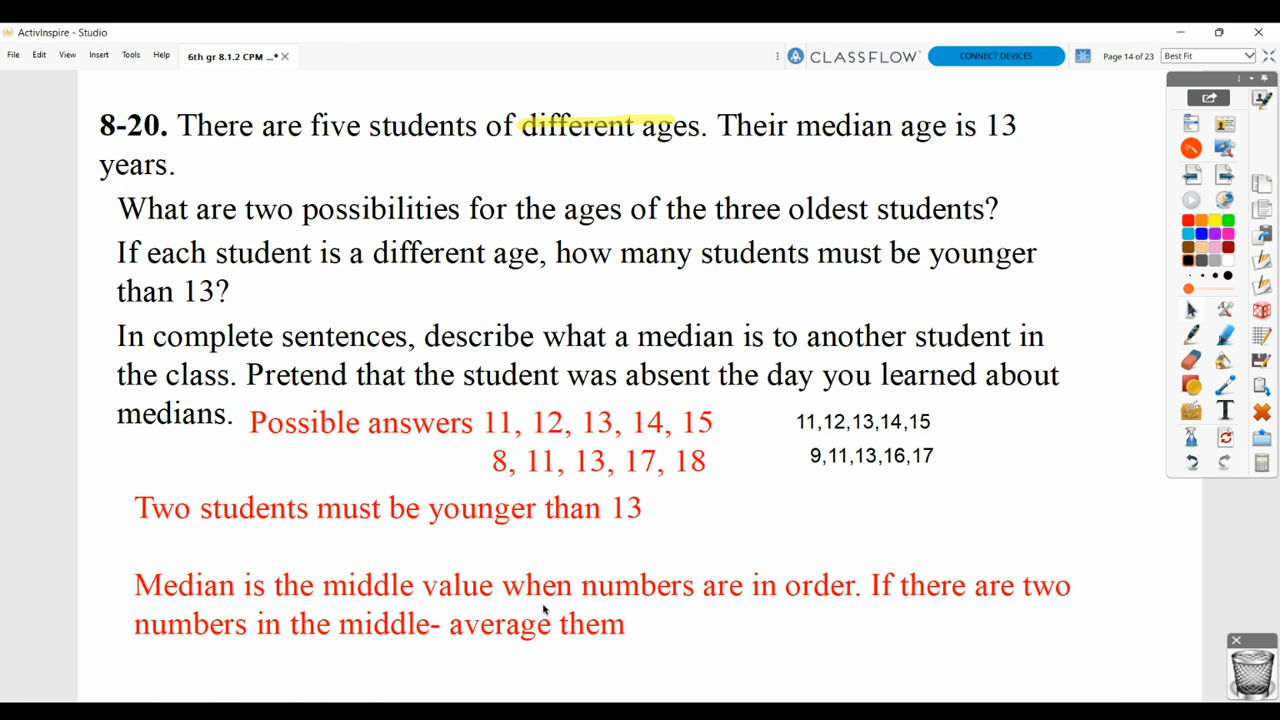 ActivInspire - Studio
File Edit View Insert Tools Help 6th gr 8.1.2 CPM ...* CLASSFLOW CONNECT DEVICES Page 14 of 23 Best Fit
8-20. There are five students of different ages. Their median age is 13
years.
What are two possibilities for the ages of the three oldest students?
If each student is a different age, how many students must be younger
than 13?
In complete sentences, describe what a median is to another student in
the class. Pretend that the student was absent the day you learned about
medians.
Possible answers 11, 12, 13, 14, 15
11,12,13,14,15
8, 11, 13, 17, 18
9,11,13,16,17
Two students must be younger than 13
Median is the middle value when numbers are in order. If there are two
numbers in the middle- average them